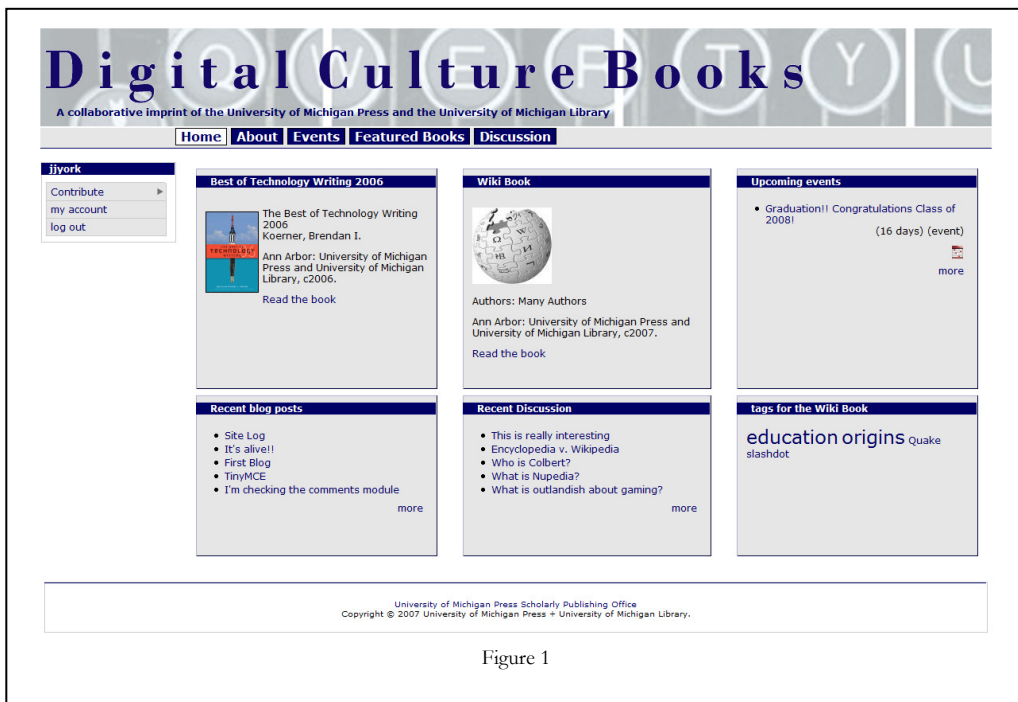 Digital Culture Books
A collaborative imprint of the University of Michigan Press and the University of Michigan Library
Home About Events Featured Books Discussion
jjyork
Contribute
my account
log out
Best of Technology Writing 2006
The Best of Technology Writing
2006
Koerner, Brendan I.
Ann Arbor: University of Michigan
Press and University of Michigan
Library, c2006.
Read the book
Wiki Book
Authors: Many Authors
Ann Arbor: University of Michigan Press and
University of Michigan Library, c2007.
Read the book
Upcoming events
Graduation!! Congratulations Class of
2008!
(16 days) (event)
more
Recent blog posts
Site Log
It's alive!!
First Blog
TinyMCE
I'm checking the comments module
more
Recent Discussion
This is really interesting
Encyclopedia v. Wikipedia
Who is Colbert?
What is Nupedia?
What is outlandish about gaming?
more
tags for the Wiki Book
education origins Quake
slashdot
University of Michigan Press Scholarly Publishing Office
Copyright © 2007 University of Michigan Press + University of Michigan Library.
Figure 1